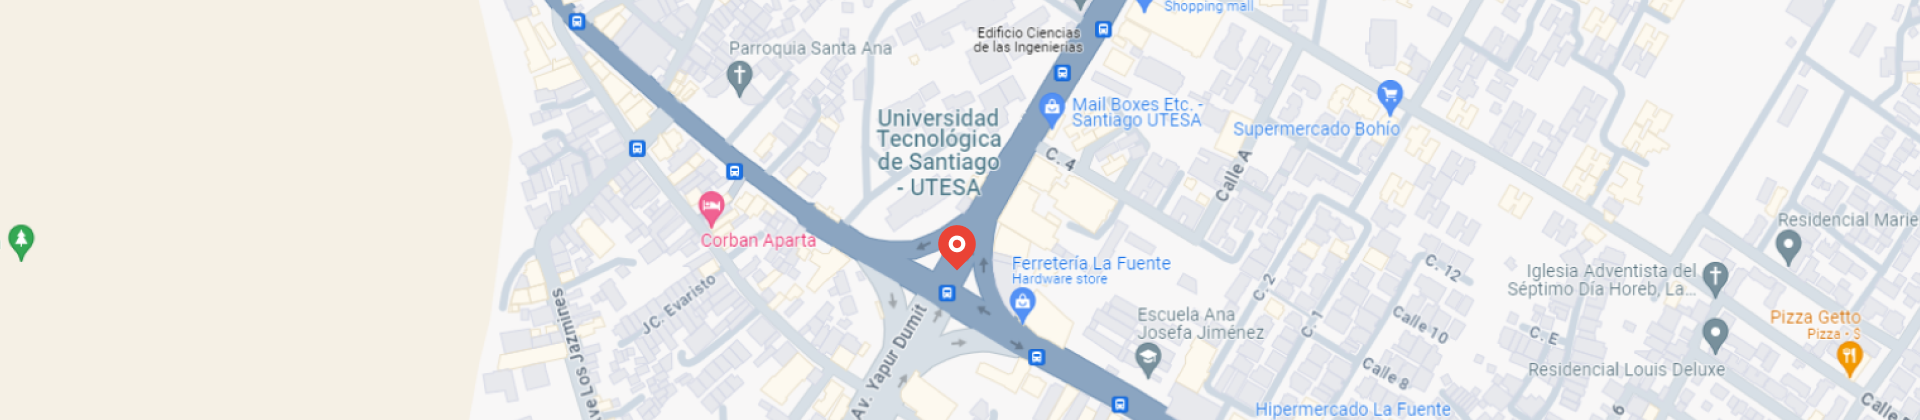 Shopping mall
Edificio Ciencias
de las Ingenierías
Parroquia Santa Ana
Universidad
Tecnológica
de Santiago
- UTESA
Mail Boxes Etc. -
Santiago UTESA
Supermercado Bohío
C. 4
Calle A
Corban Aparta
Residencial Marie
Ferretería La Fuente
Hardware store
C. 2
C. 12
Iglesia Adventista del
Séptimo Día Horeb, La...
JC. Evaristo
Ave Los Jazmines
Av. Yapur Dumit
Escuela Ana
Josefa Jiménez
C. 1
Calle 10
C. E
Pizza Getto
Pizza - $
Residencial Louis Deluxe
Calle 8
Hipermercado La Fuente
6
Calle